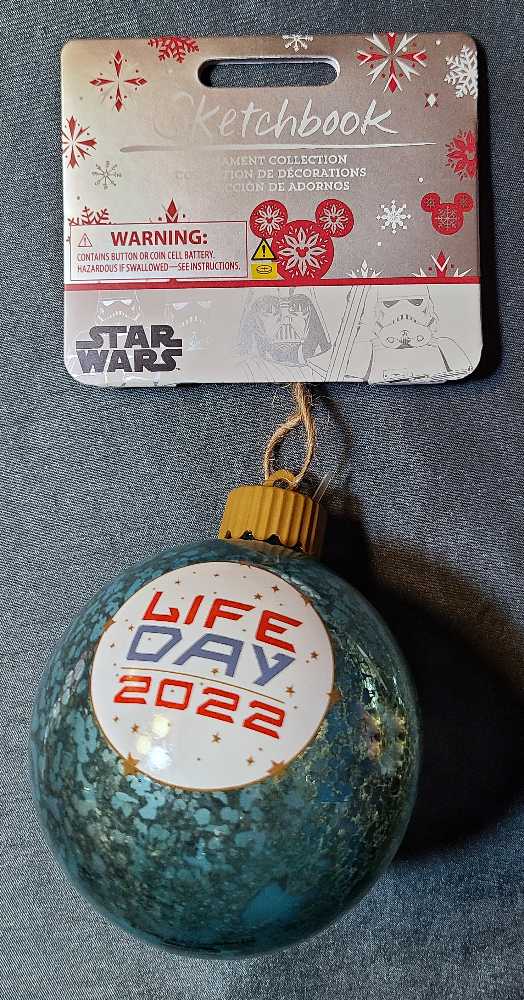 Sketchbook
ORNAMENT COLLECTION
COLLECTION DE DÉCORATIONS
COLECCIÓN DE ADORNOS
WARNING:
CONTAINS BUTTON OR COIN CELL BATTERY.
HAZARDOUS IF SWALLOWED—SEE INSTRUCTIONS.
STAR
WARS
LIFE
DAY
2022